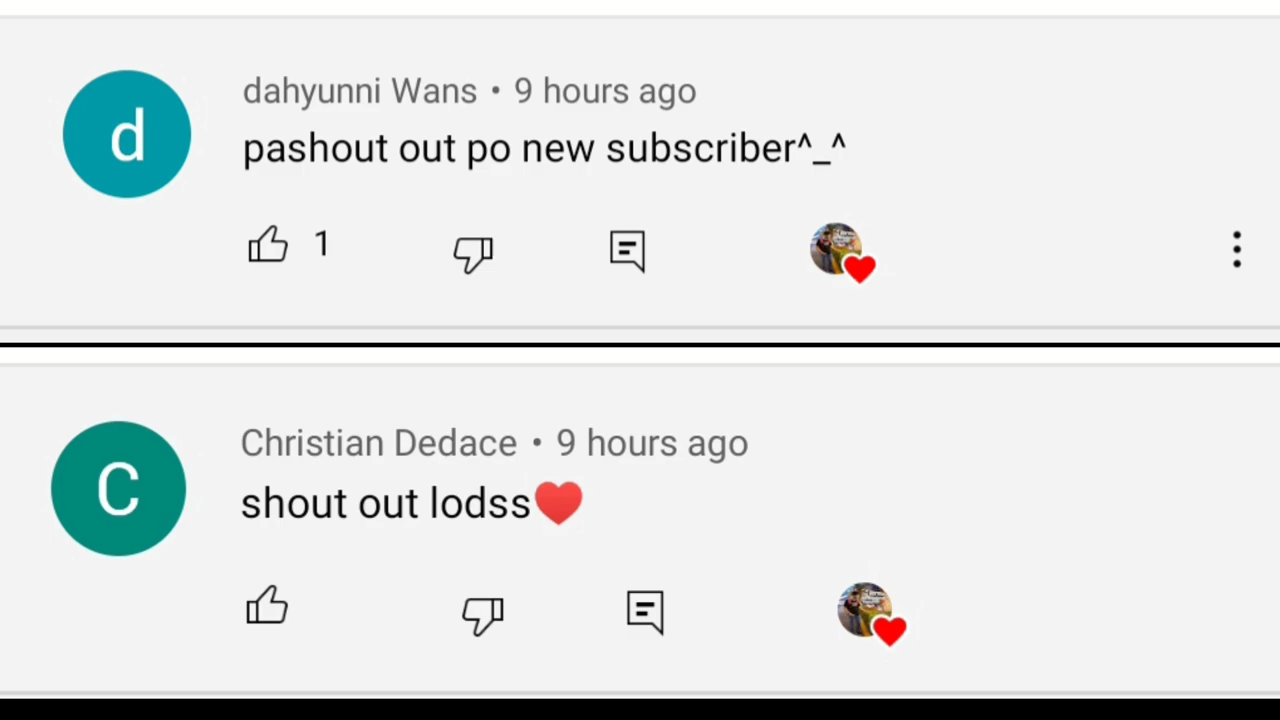 d
dahyunni Wans • 9 hours ago
pashout out po new subscriber^_^
1
C
Christian Dedace • 9 hours ago
shout out lodss❤️